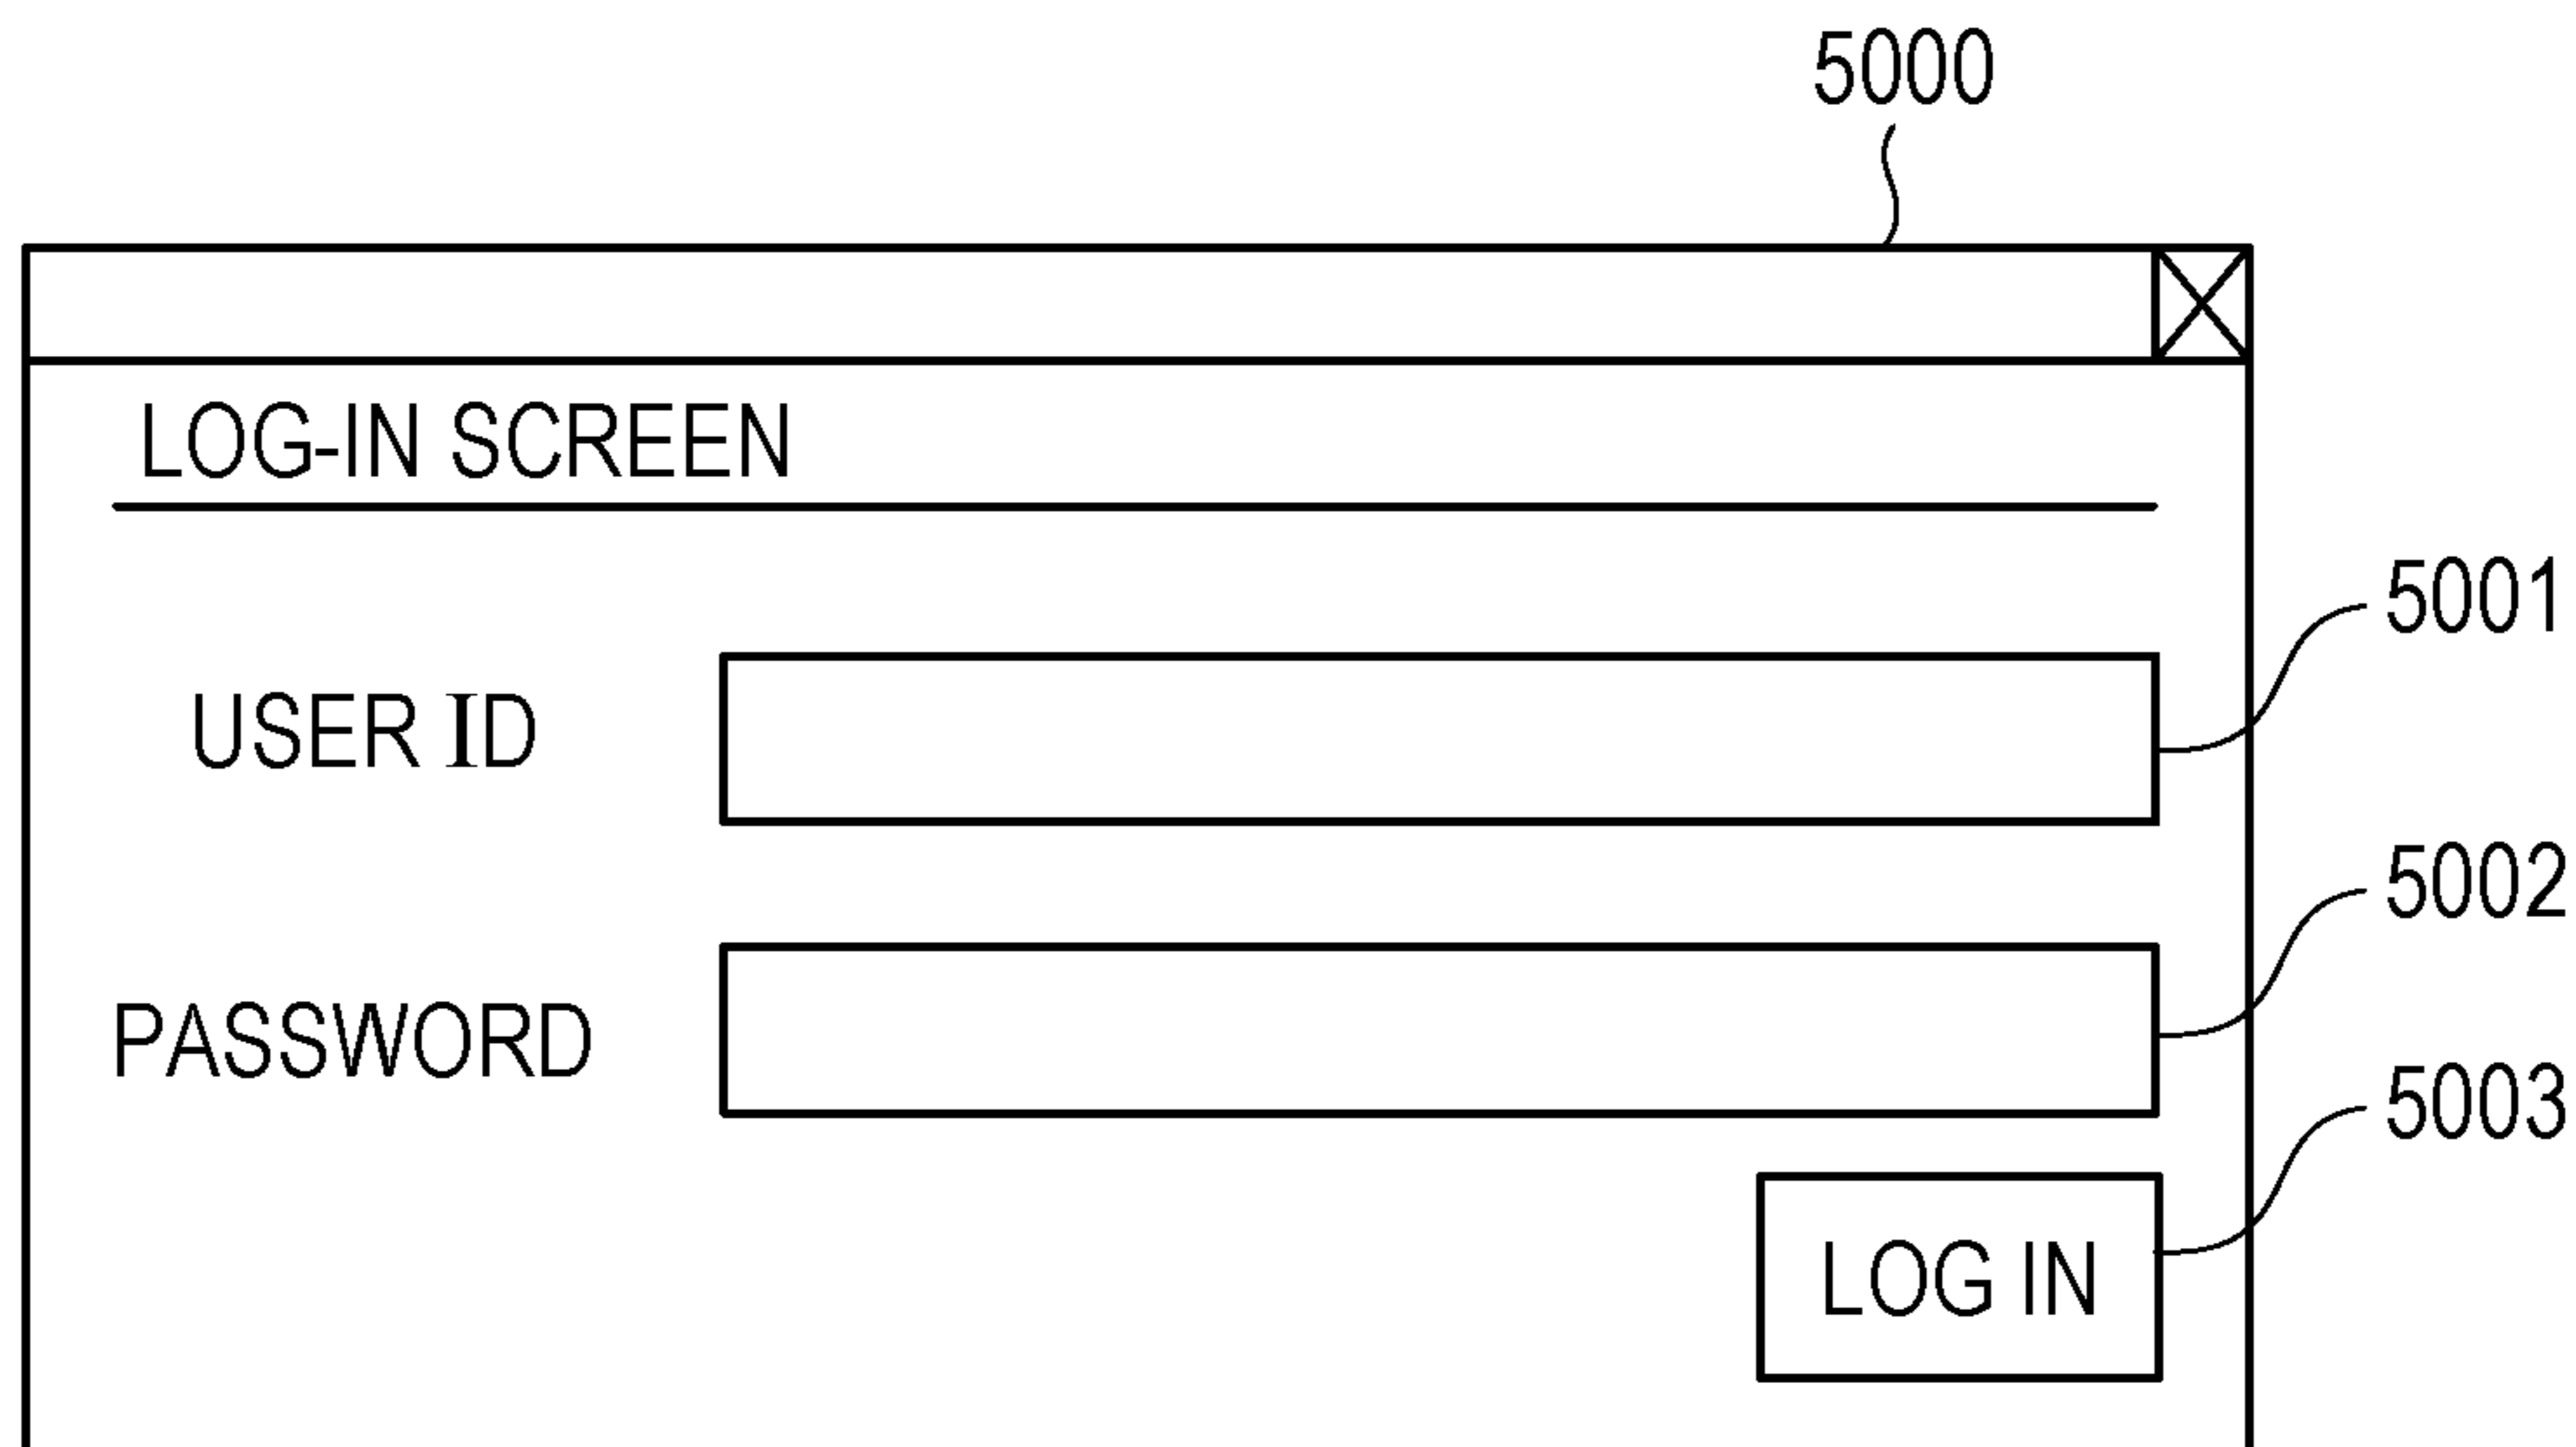 5000
LOG-IN SCREEN
USER ID
5001
PASSWORD
5002
LOG IN
5003